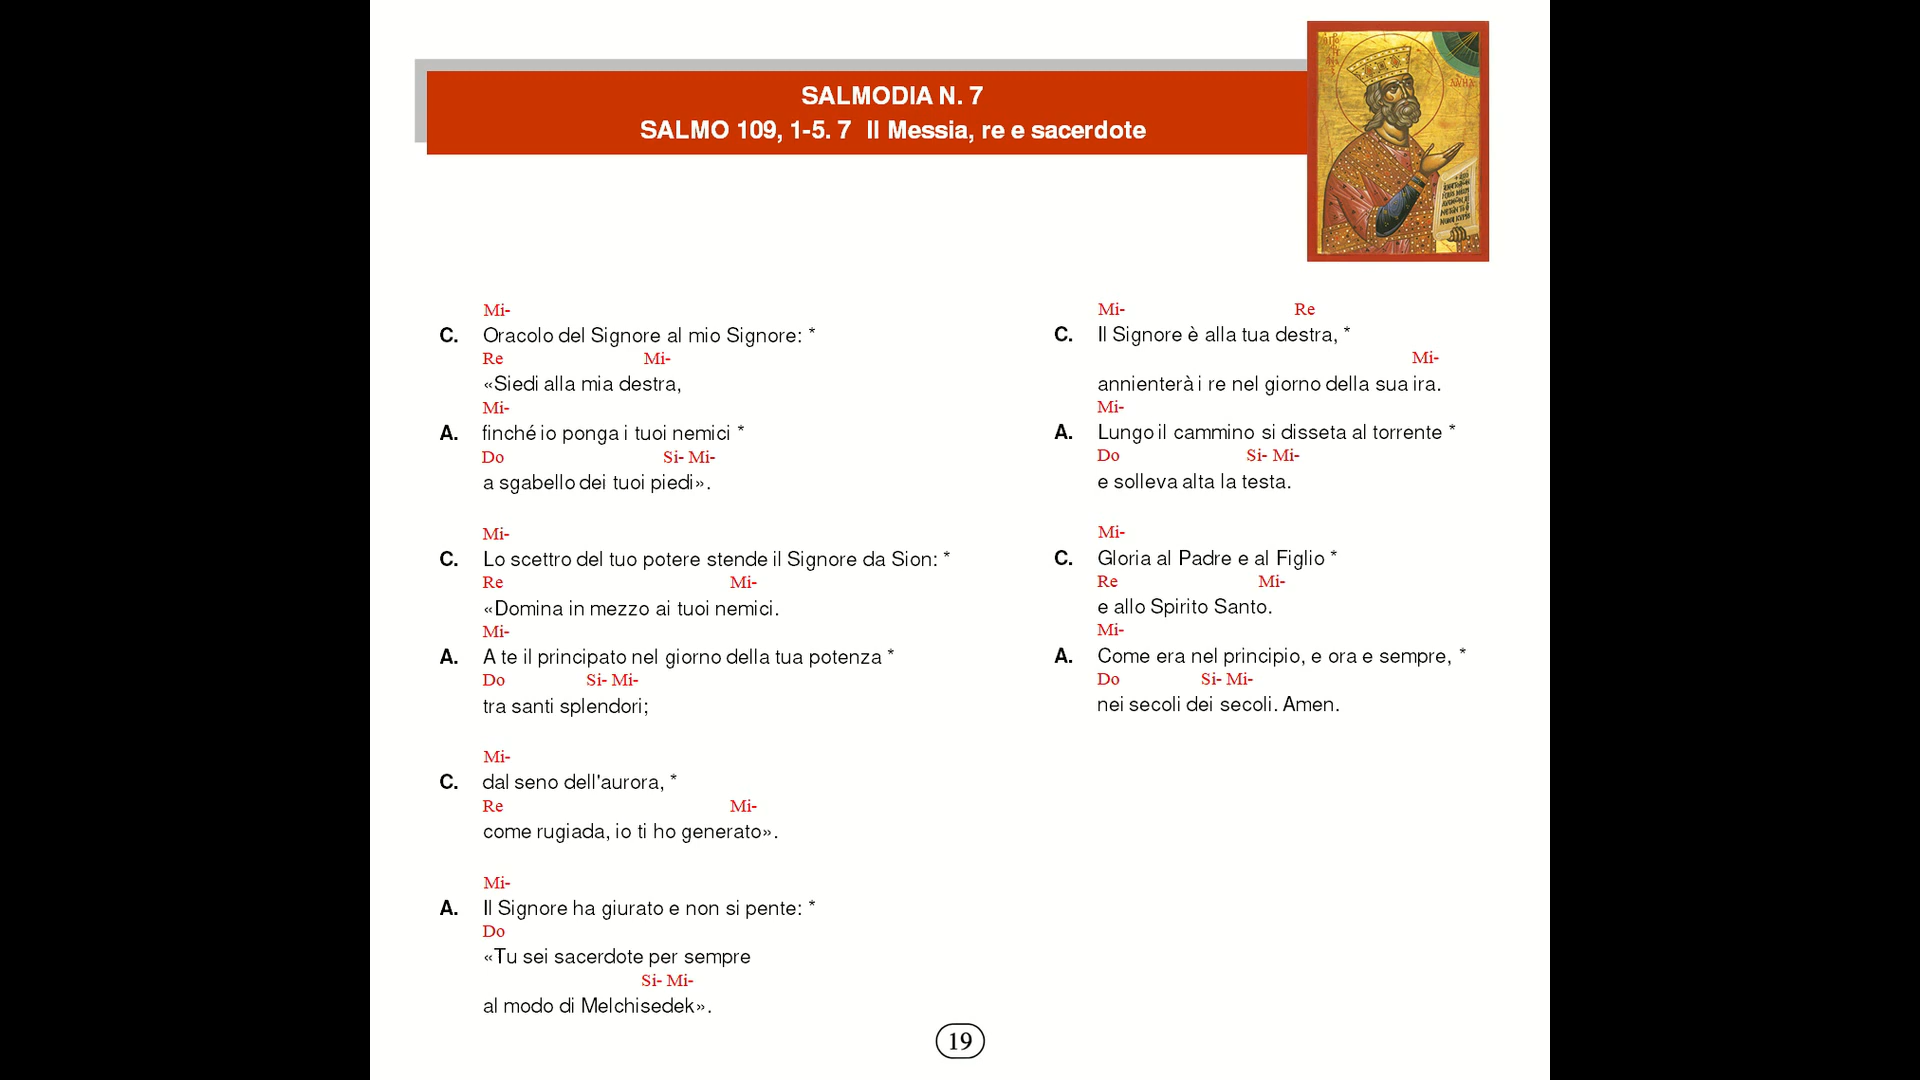 SALMODIA N. 7
SALMO 109, 1-5. 7 Il Messia, re e sacerdote
Mi-
C. Oracolo del Signore al mio Signore: *
Re Mi-
«Siedi alla mia destra,
Mi-
A. finché io ponga i tuoi nemici *
Do Si- Mi-
a sgabello dei tuoi piedi».
Mi-
C. Lo scettro del tuo potere stende il Signore da Sion: *
Re Mi-
«Domina in mezzo ai tuoi nemici.
Mi-
A. A te il principato nel giorno della tua potenza *
Do Si- Mi-
tra santi splendori;
Mi-
C. dal seno dell'aurora, *
Re Mi-
come rugiada, io ti ho generato».
Mi-
A. Il Signore ha giurato e non si pente: *
Do
«Tu sei sacerdote per sempre
Si- Mi-
al modo di Melchisedek».
Mi- Re
C. Il Signore è alla tua destra, *
Mi-
annienterà i re nel giorno della sua ira.
Mi-
A. Lungo il cammino si disseta al torrente *
Do Si- Mi-
e solleva alta la testa.
Mi-
C. Gloria al Padre e al Figlio *
Re Mi-
e allo Spirito Santo.
Mi-
A. Come era nel principio, e ora e sempre, *
Do Si- Mi-
nei secoli dei secoli. Amen.
19